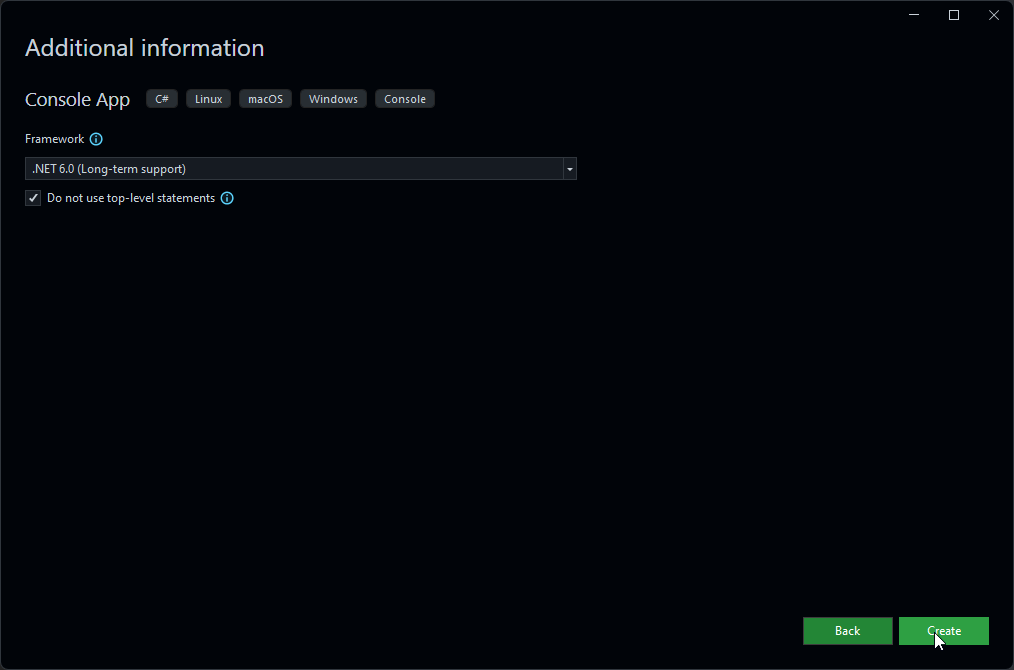 Additional information
Console App C# Linux macOS Windows Console
Framework
.NET 6.0 (Long-term support)
Do not use top-level statements
Back Create